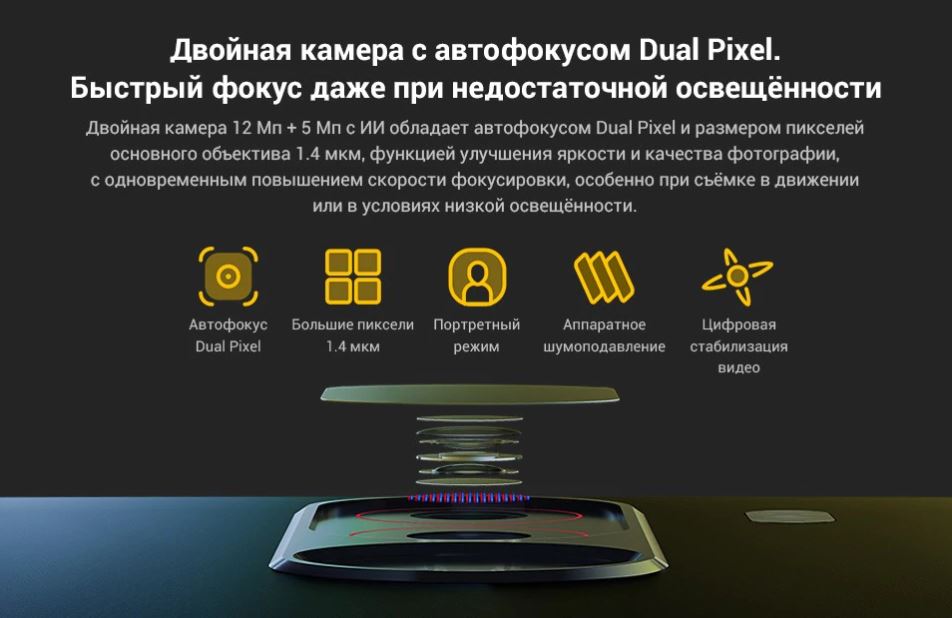 Двойная камера с автофокусом Dual Pixel.
Быстрый фокус даже при недостаточной освещённости
Двойная камера 12 Мп + 5 Мп с ИИ обладает автофокусом Dual Pixel и размером пикселей
основного объектива 1.4 мкм, функцией улучшения яркости и качества фотографии,
с одновременным повышением скорости фокусировки, особенно при съёмке в движении
или в условиях низкой освещённости.
Автофокус
Dual Pixel
Большие пиксели
1.4 мкм
Портретный
режим
Аппаратное
шумоподавление
Цифровая
стабилизация
видео